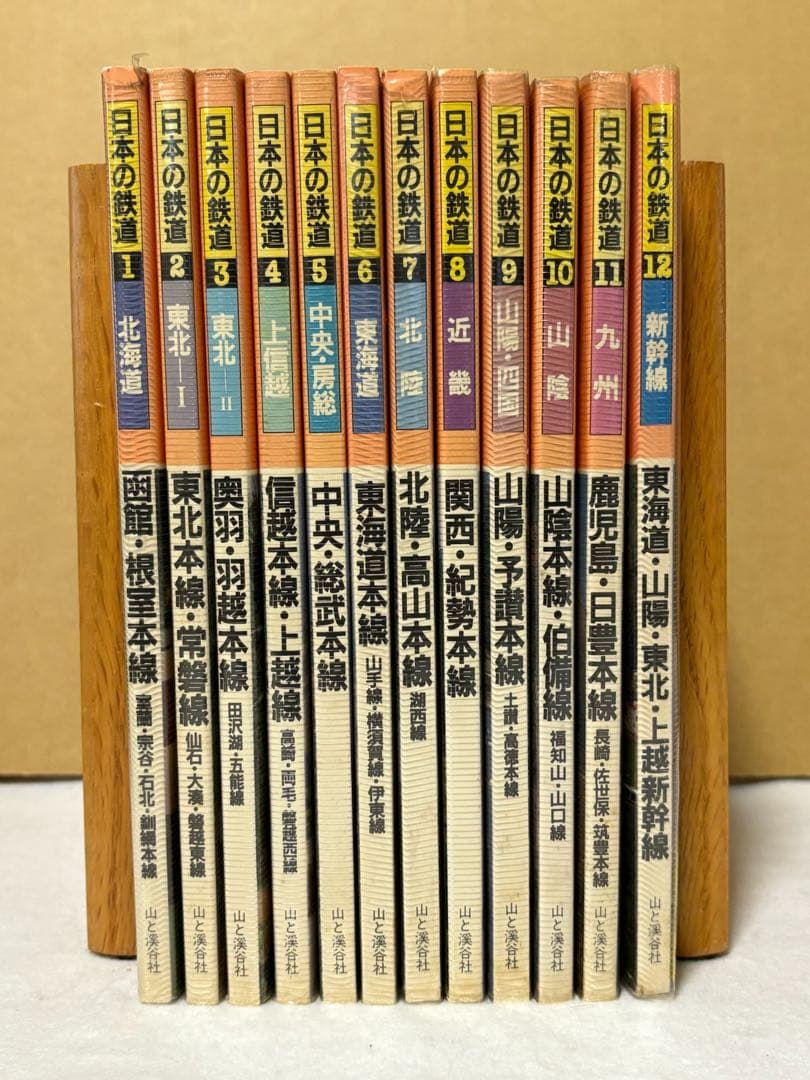 日本の鉄道
1
北海道
函館・根室本線
室蘭・宗谷・石北・釧網本線
山と溪谷社
日本の鉄道
2
東北—I
東北本線・常磐線
仙石・大湊・磐越東線
山と溪谷社
日本の鉄道
3
東北—II
奥羽・羽越本線
田沢湖・五能線
山と溪谷社
日本の鉄道
4
上信越
信越本線・上越線
高崎・両毛・磐越西線
山と溪谷社
日本の鉄道
5
中央・房総
中央・総武本線
山と溪谷社
日本の鉄道
6
東海道
東海道本線
山手線・横須賀線・伊東線
山と溪谷社
日本の鉄道
7
北陸
北陸・高山本線
湖西線
山と溪谷社
日本の鉄道
8
近畿
関西・紀勢本線
山と溪谷社
日本の鉄道
9
山陽・四国
山陽・予讃本線
土讃・高徳本線
山と溪谷社
日本の鉄道
10
山陰
山陰本線・伯備線
福知山・山口線
山と溪谷社
日本の鉄道
11
九州
鹿児島・日豊本線
長崎・佐世保・筑豊本線
山と溪谷社
日本の鉄道
12
新幹線
東海道・山陽・東北・上越新幹線
山と溪谷社